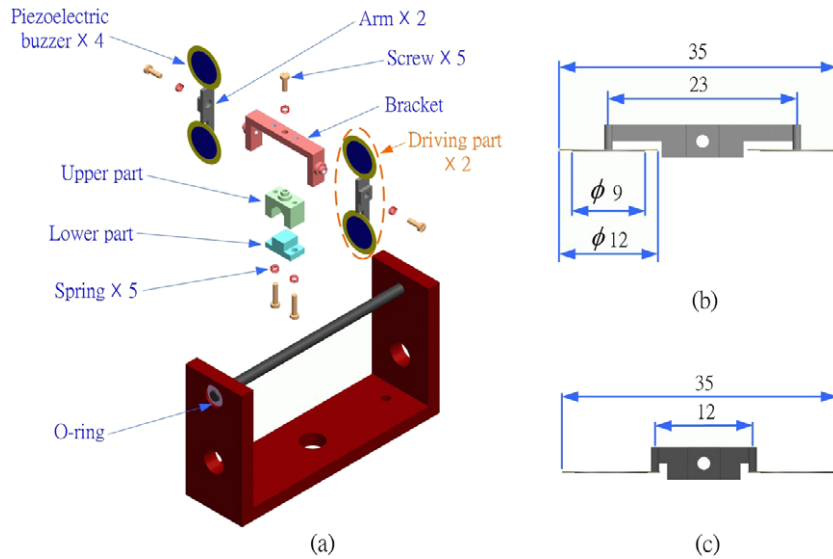 Piezoelectric
buzzer × 4
Arm × 2
Screw × 5
Bracket
Driving part
× 2
Upper part
Lower part
Spring × 5
O-ring
(a)
35
23
ϕ 9
ϕ 12
(b)
35
12
(c)